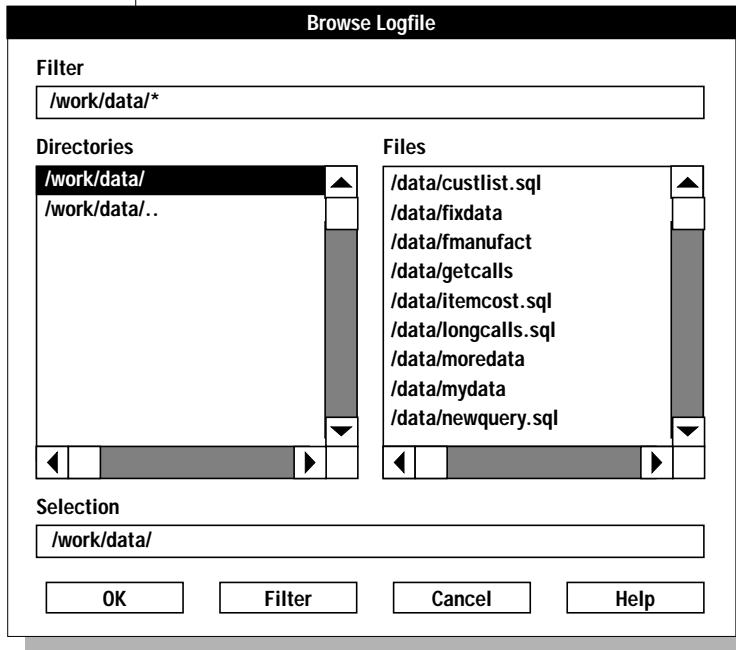 Browse Logfile
Filter
/work/data/*
Directories
/work/data/
/work/data/..
Files
/data/custlist.sql
/data/fixdata
/data/fmanufact
/data/getcalls
/data/itemcost.sql
/data/longcalls.sql
/data/moredata
/data/mydata
/data/newquery.sql
Selection
/work/data/
OK Filter Cancel Help